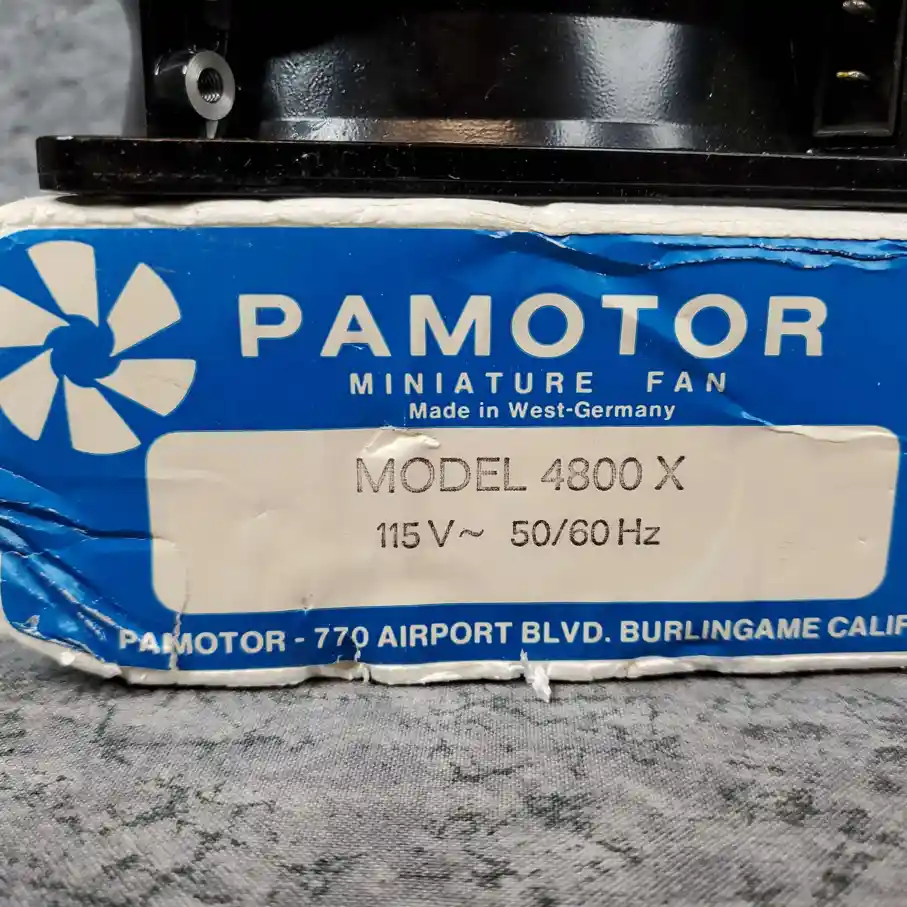 PAMOTOR
MINIATURE FAN
Made in West-Germany
MODEL 4800 X
115 V~ 50/60 Hz
PAMOTOR - 770 AIRPORT BLVD. BURLINGAME CALIF